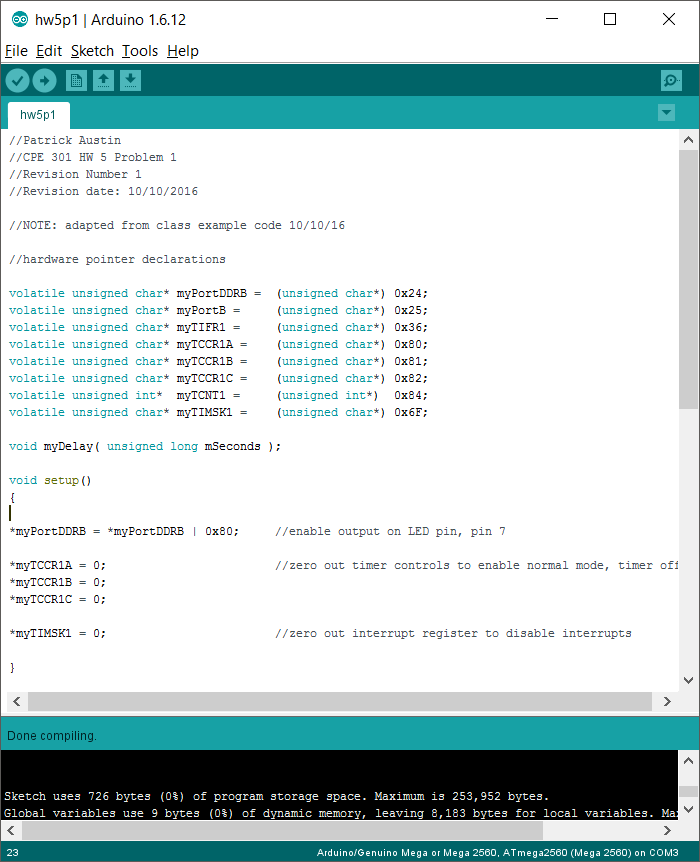 hw5p1 | Arduino 1.6.12
File Edit Sketch Tools Help
hw5p1
//Patrick Austin
//CPE 301 HW 5 Problem 1
//Revision Number 1
//Revision date: 10/10/2016
//NOTE: adapted from class example code 10/10/16
//hardware pointer declarations
volatile unsigned char* myPortDDRB =  (unsigned char*) 0x24;
volatile unsigned char* myPortB =     (unsigned char*) 0x25;
volatile unsigned char* myTIFR1 =     (unsigned char*) 0x36;
volatile unsigned char* myTCCR1A =    (unsigned char*) 0x80;
volatile unsigned char* myTCCR1B =    (unsigned char*) 0x81;
volatile unsigned char* myTCCR1C =    (unsigned char*) 0x82;
volatile unsigned int*  myTCNT1 =     (unsigned int*)  0x84;
volatile unsigned char* myTIMSK1 =    (unsigned char*) 0x6F;
void myDelay( unsigned long mSeconds );
void setup()
{
*myPortDDRB = *myPortDDRB | 0x80;     //enable output on LED pin, pin 7
*myTCCR1A = 0;                        //zero out timer controls to enable normal mode, timer off
*myTCCR1B = 0;
*myTCCR1C = 0;
*myTIMSK1 = 0;                        //zero out interrupt register to disable interrupts
}
Done compiling.
Sketch uses 726 bytes (0%) of program storage space. Maximum is 253,952 bytes.
Global variables use 9 bytes (0%) of dynamic memory, leaving 8,183 bytes for local variables. Ma
23 Arduino/Genuino Mega or Mega 2560, ATmega2560 (Mega 2560) on COM3